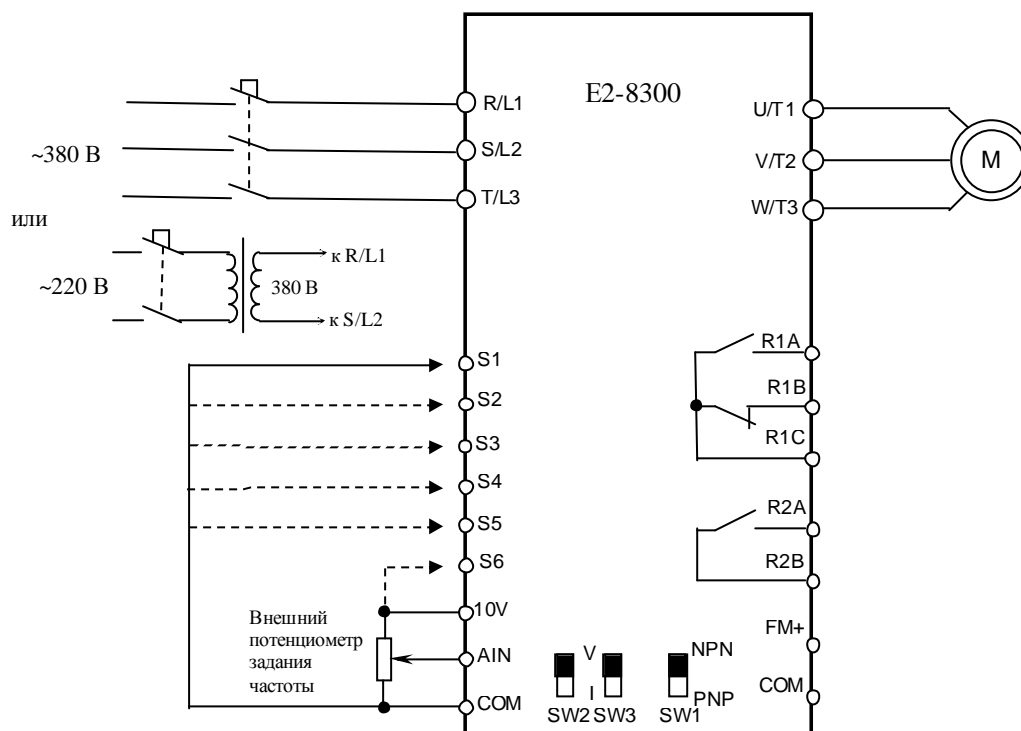 E2-8300
R/L1
S/L2
T/L3
~380 В
или
~220 В
380 В
к R/L1
к S/L2
U/T1
V/T2
W/T3
M
S1
S2
S3
S4
S5
S6
10V
AIN
COM
Внешний
потенциометр
задания
частоты
R1A
R1B
R1C
R2A
R2B
FM+
COM
V
I
NPN
PNP
SW2 SW3 SW1